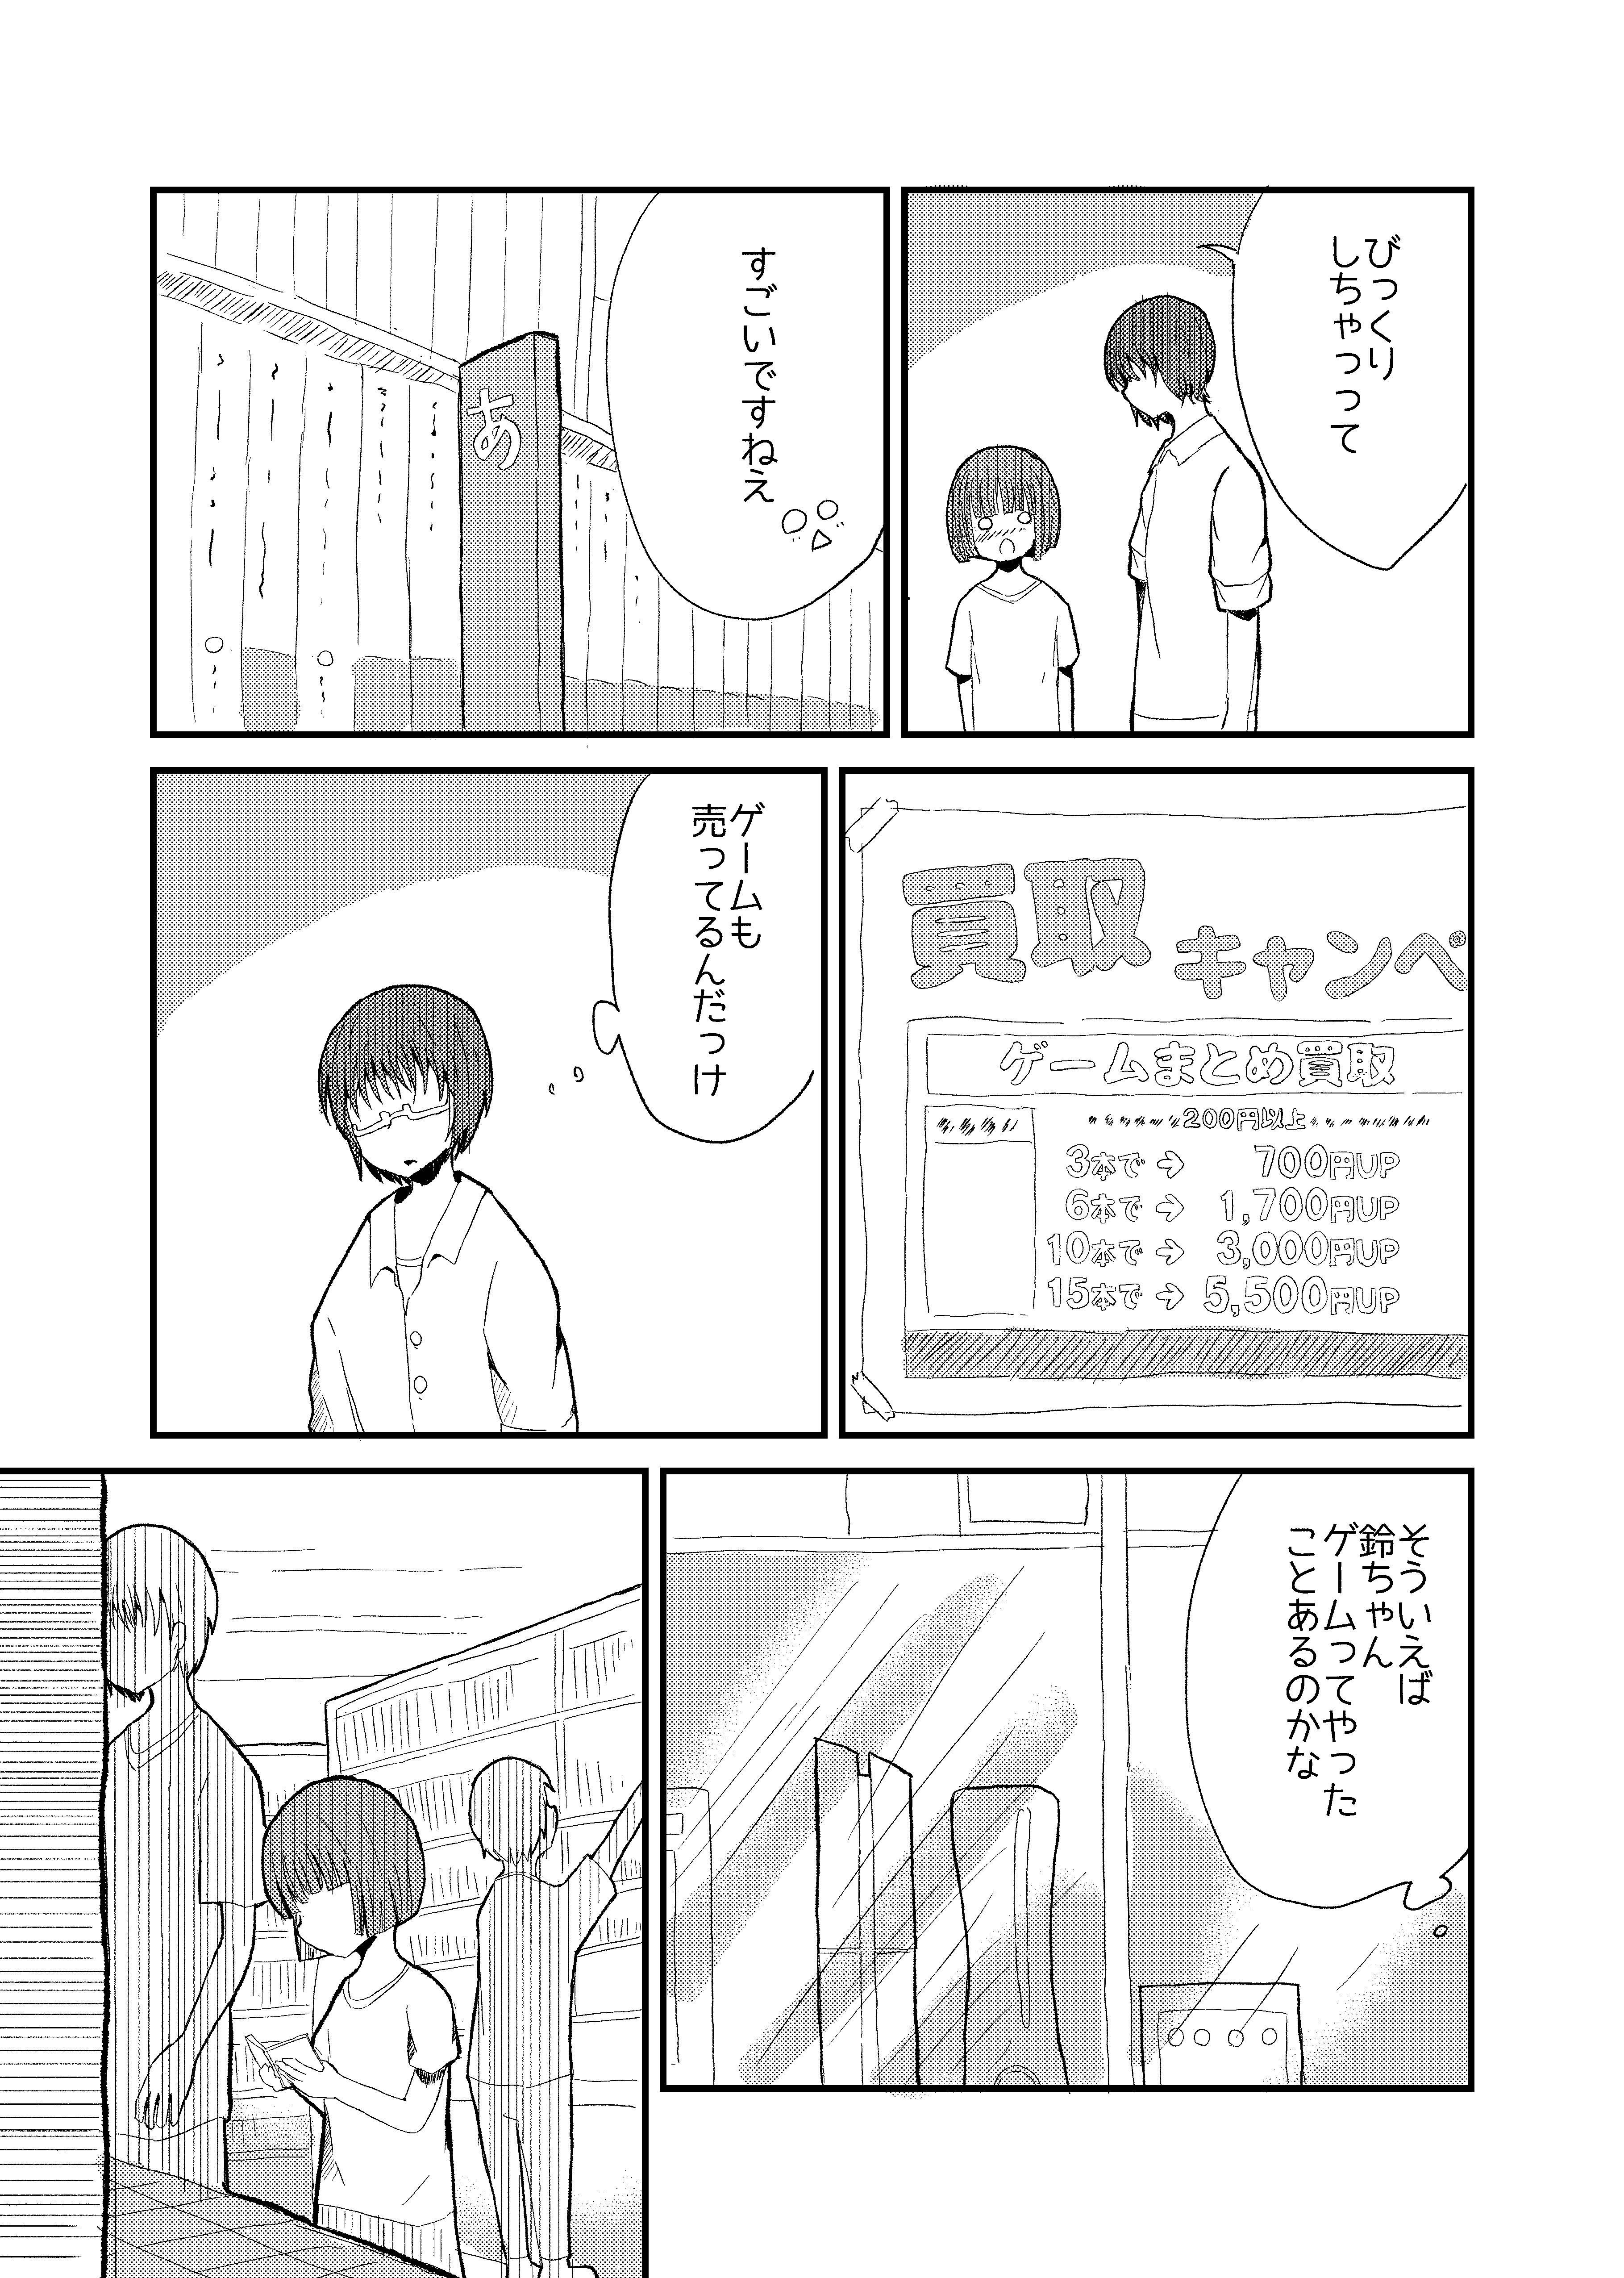 びっくり
しちゃっって
すごいですねえ
あ
買取キャンペ
ゲームまとめ買取
200円以上
3本で→ 700円UP
6本で→ 1,700円UP
10本で→ 3,000円UP
15本で→ 5,500円UP
ゲームも
売ってるんだっけ
そういえば
鈴ちゃん
ゲームってやった
ことあるのかな